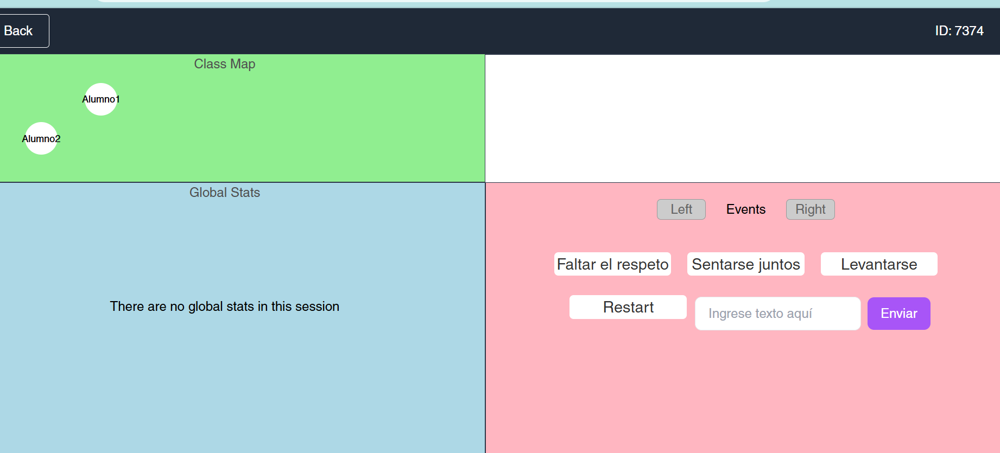 Back
ID: 7374
Class Map
Alumno1
Alumno2
Global Stats
There are no global stats in this session
Left Events Right
Faltar el respeto Sentarse juntos Levantarse
Restart Ingrese texto aquí Enviar